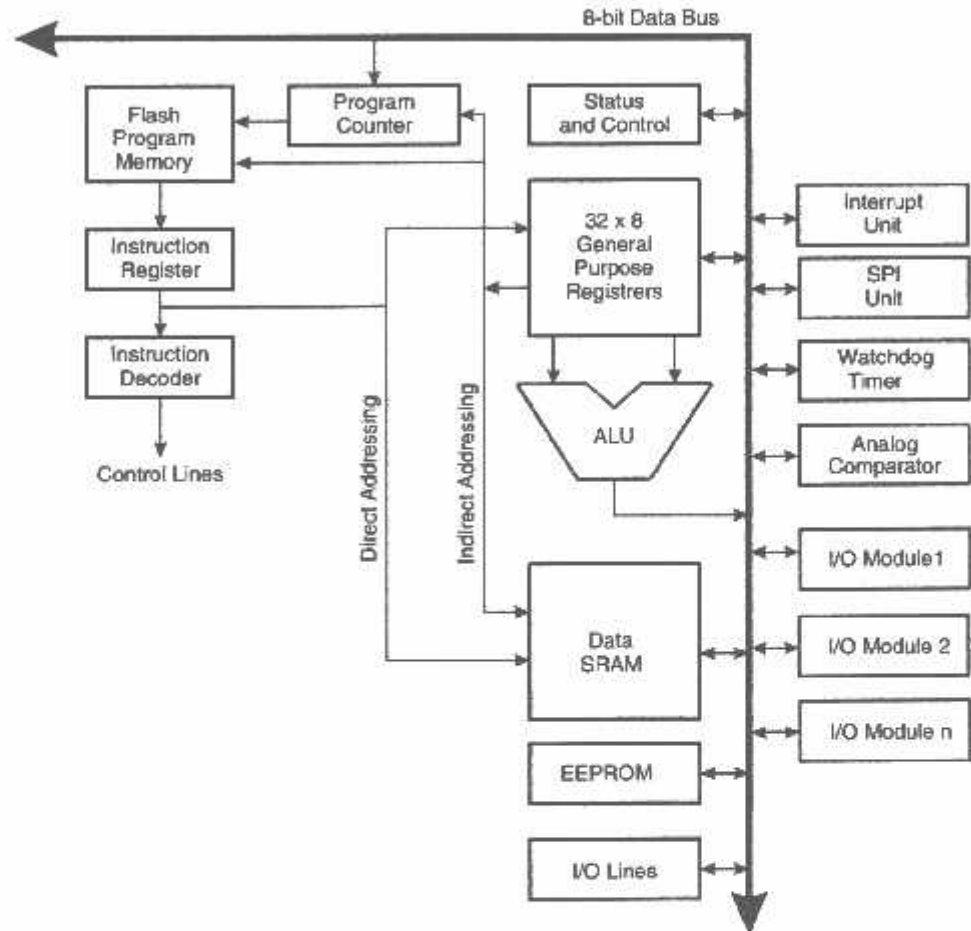 8-bit Data Bus
Flash
Program
Memory
Program
Counter
Status
and Control
Instruction
Register
32 x 8
General
Purpose
Registrers
Interrupt
Unit
SPI
Unit
Instruction
Decoder
Watchdog
Timer
ALU
Analog
Comparator
Control Lines
Direct Addressing
Indirect Addressing
I/O Module1
Data
SRAM
I/O Module 2
I/O Module n
EEPROM
I/O Lines